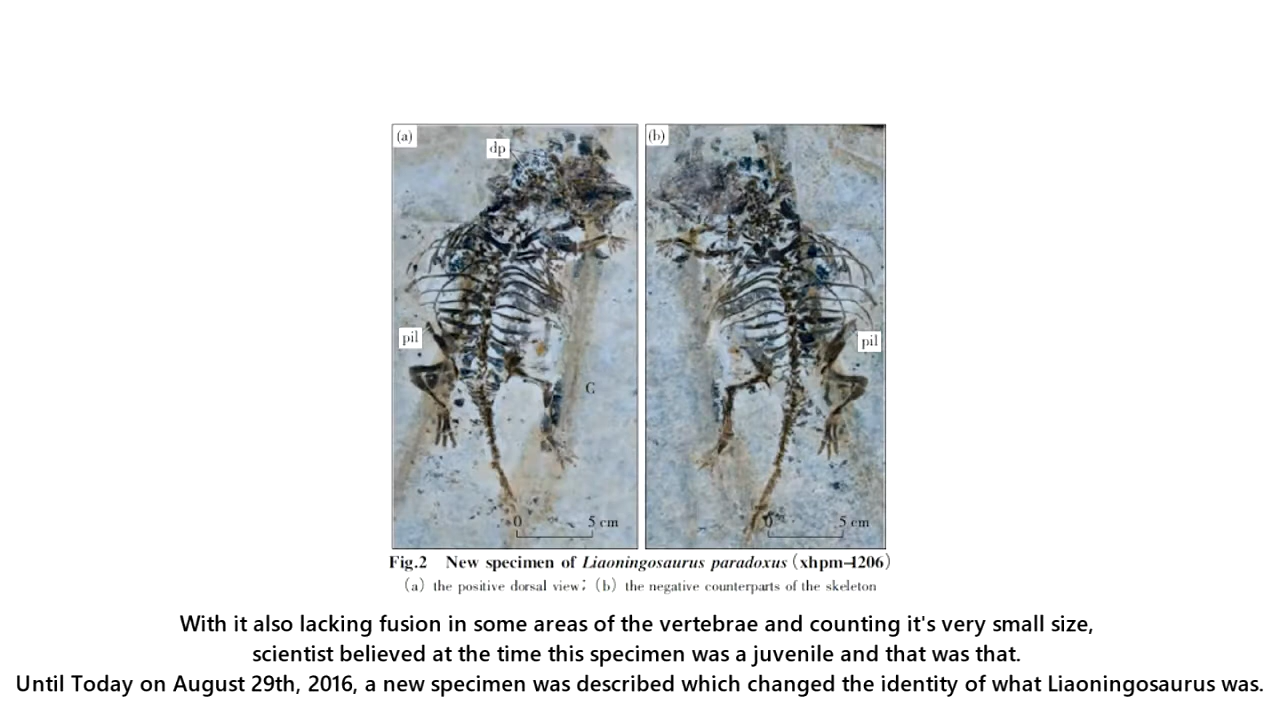 (a)
dp
(b)
pil
pil
C
0 5 cm
0 5 cm
Fig.2 New specimen of Liaoningosaurus paradoxus (xhpm-1206)
(a) the positive dorsal view; (b) the negative counterparts of the skeleton
With it also lacking fusion in some areas of the vertebrae and counting it's very small size,
scientist believed at the time this specimen was a juvenile and that was that.
Until Today on August 29th, 2016, a new specimen was described which changed the identity of what Liaoningosaurus was.